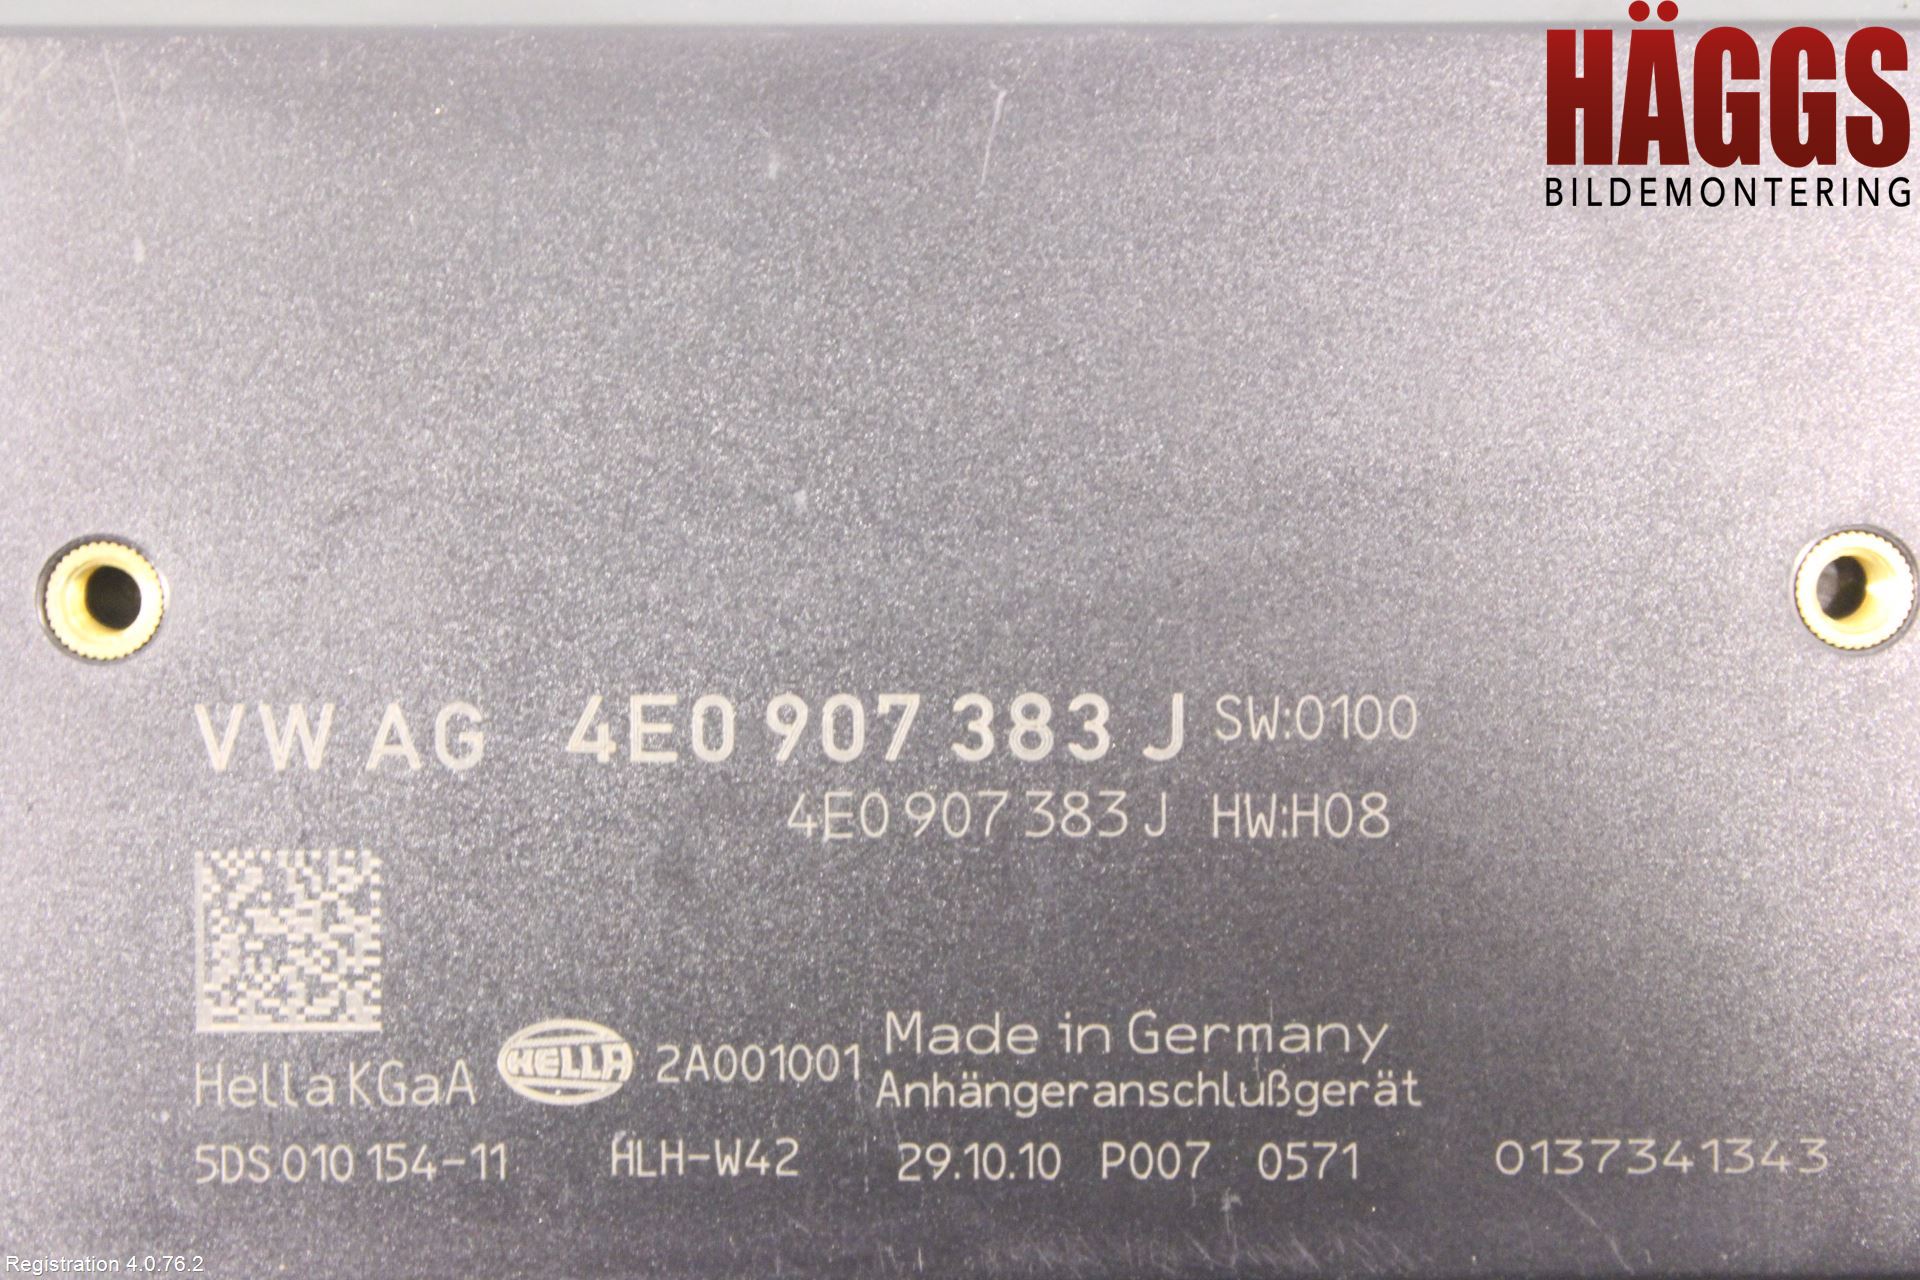 HÄGGS
BILDEMONTERING
VW AG 4E0 907 383 J SW:0100
4E0 907 383 J HW:H08
Hella KGaA HELLA 2A001001 Made in Germany
Anhängeranschlußgerät
5DS 010 154-11 HLH-W42 29.10.10 P007 0571 0137341343
Registration 4.0.76.2